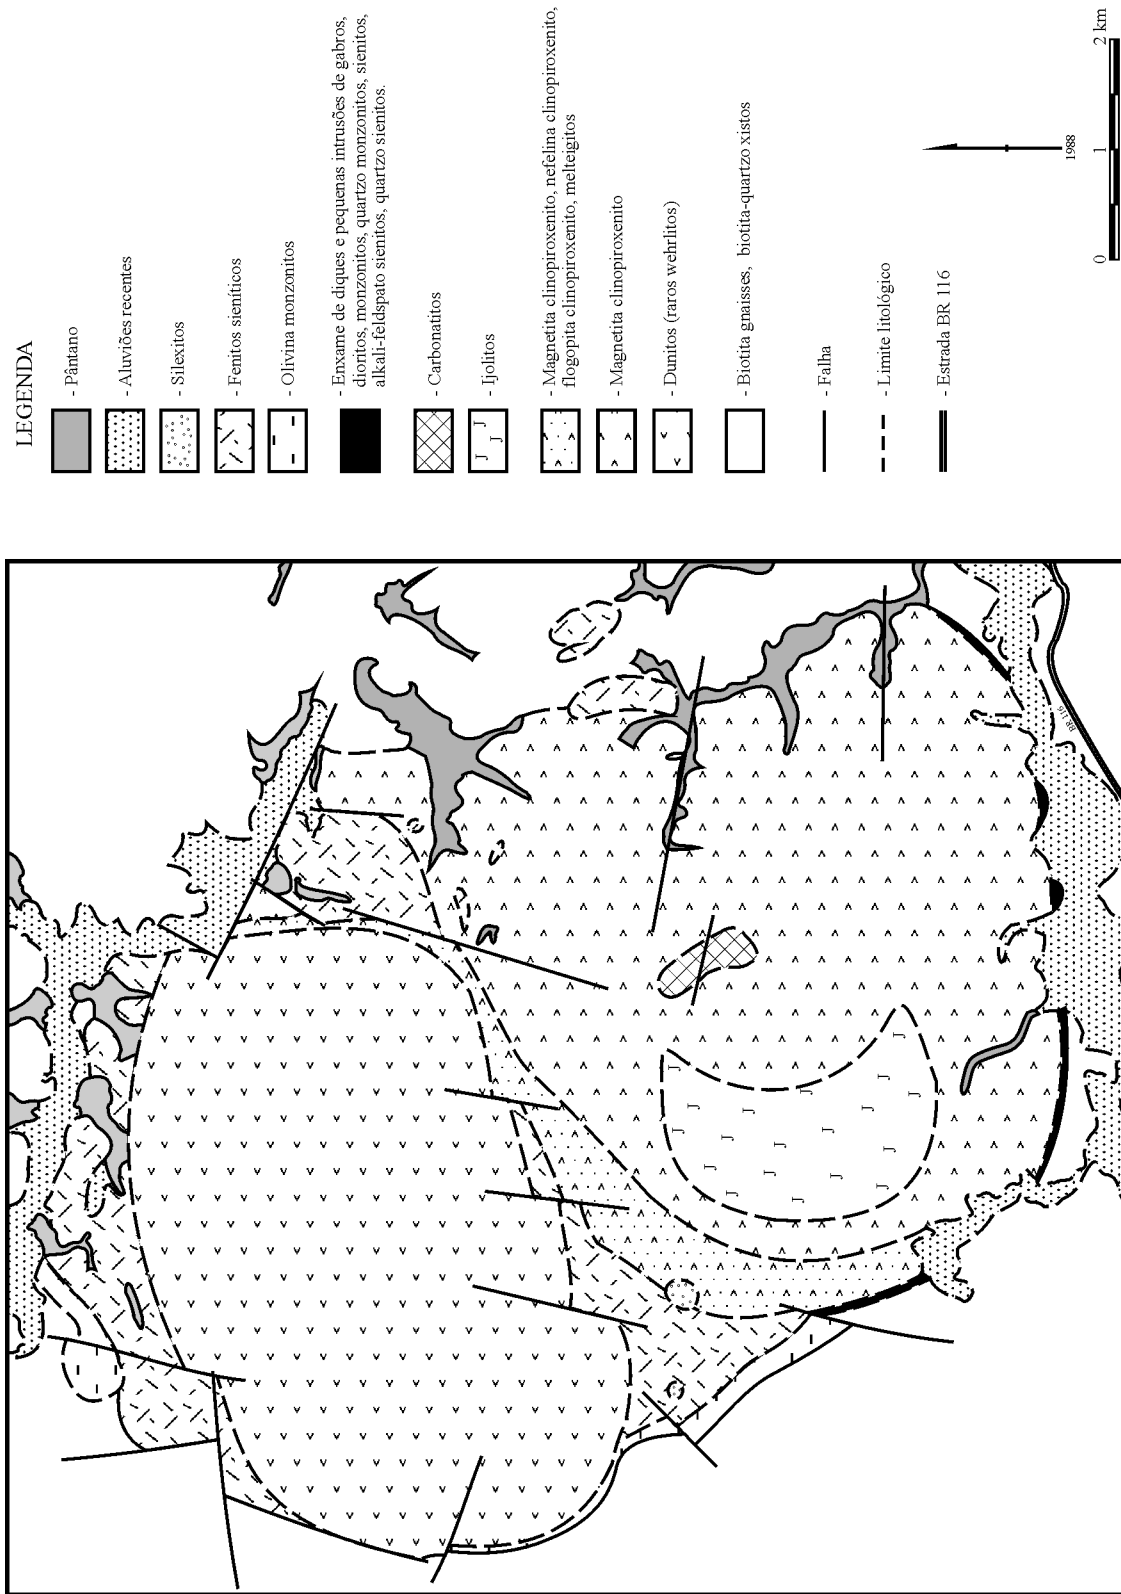 LEGENDA
- Pântano
- Aluviões recentes
- Silexitos
- Fenitos sieníticos
- Olivina monzonitos
- Enxame de diques e pequenas intrusões de gabros,
dioritos, monzonitos, quartzo monzonitos, sienitos,
alkali-feldspato sienitos, quartzo sienitos.
- Carbonatitos
- Ijolitos
- Magnetita clinopiroxenito, nefelina clinopiroxenito,
flogopita clinopiroxenito, melteigitos
- Magnetita clinopiroxenito
- Dunitos (raros wehrlitos)
- Biotita gnaisses, biotita-quartzo xistos
- Falha
- Limite litológico
- Estrada BR 116
1988
0 1 2 km
BR 116